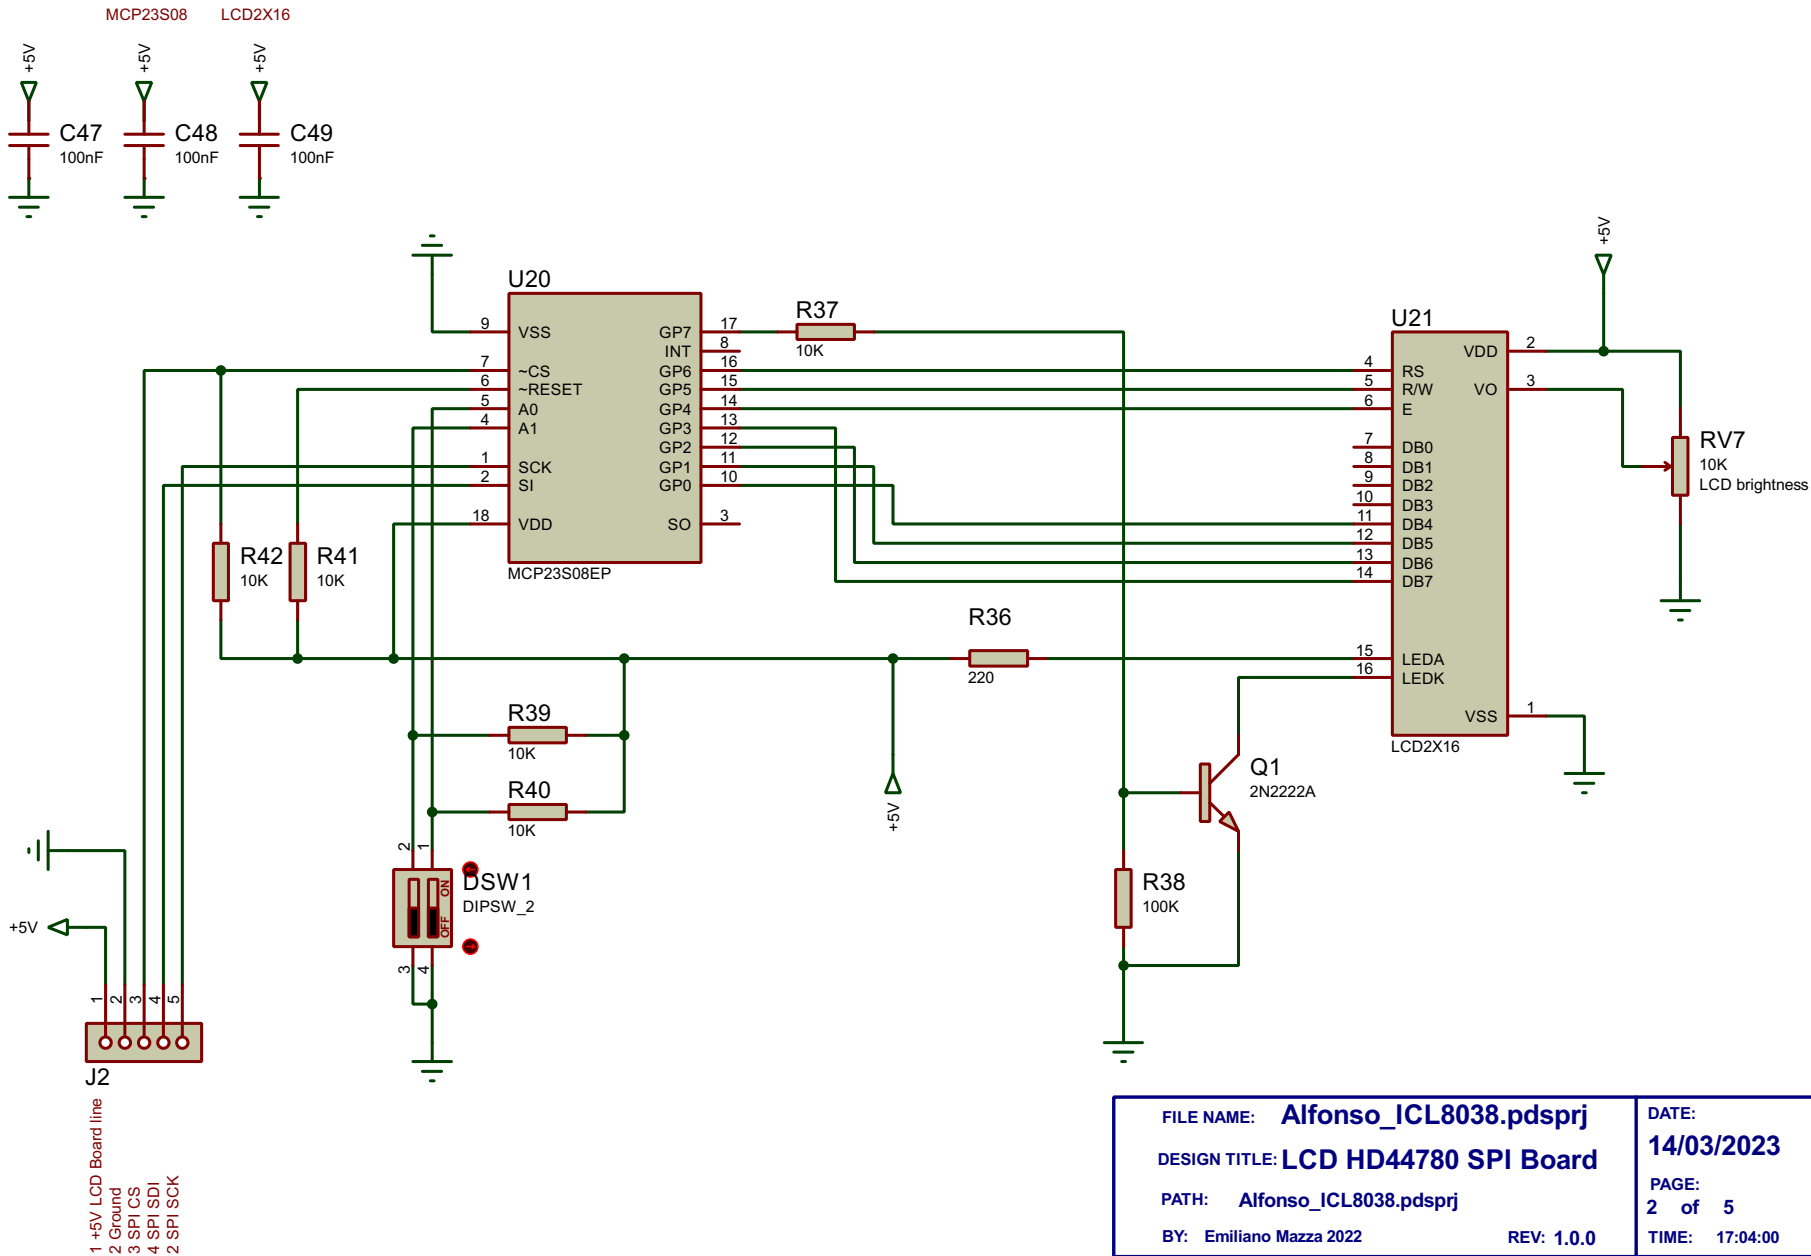 MCP23S08 LCD2X16
+5V +5V +5V
C47 C48 C49
100nF 100nF 100nF
+5V
U20
9 VSS GP7 17
INT 8
7 ~CS GP6 16
6 ~RESET GP5 15
5 A0 GP4 14
4 A1 GP3 13
GP2 12
1 SCK GP1 11
2 SI GP0 10
18 VDD SO 3
MCP23S08EP
R37
10K
U21
VDD 2
4 RS
5 R/W VO 3
6 E
7 DB0
8 DB1
9 DB2
10 DB3
11 DB4
12 DB5
13 DB6
14 DB7
15 LEDA
16 LEDK
VSS 1
LCD2X16
RV7
10K
LCD brightness
R42 R41
10K 10K
R36
220
R39
10K
R40
10K
+5V
Q1
2N2222A
R38
100K
2 1
DSW1
DIPSW_2
ON
OFF
3 4
+5V
1 2 3 4 5
J2
1 +5V LCD Board line
2 Ground
3 SPI CS
4 SPI SDI
2 SPI SCK
FILE NAME: Alfonso_ICL8038.pdsprj
DESIGN TITLE: LCD HD44780 SPI Board
PATH: Alfonso_ICL8038.pdsprj
BY: Emiliano Mazza 2022 REV: 1.0.0
DATE:
14/03/2023
PAGE:
2 of 5
TIME: 17:04:00